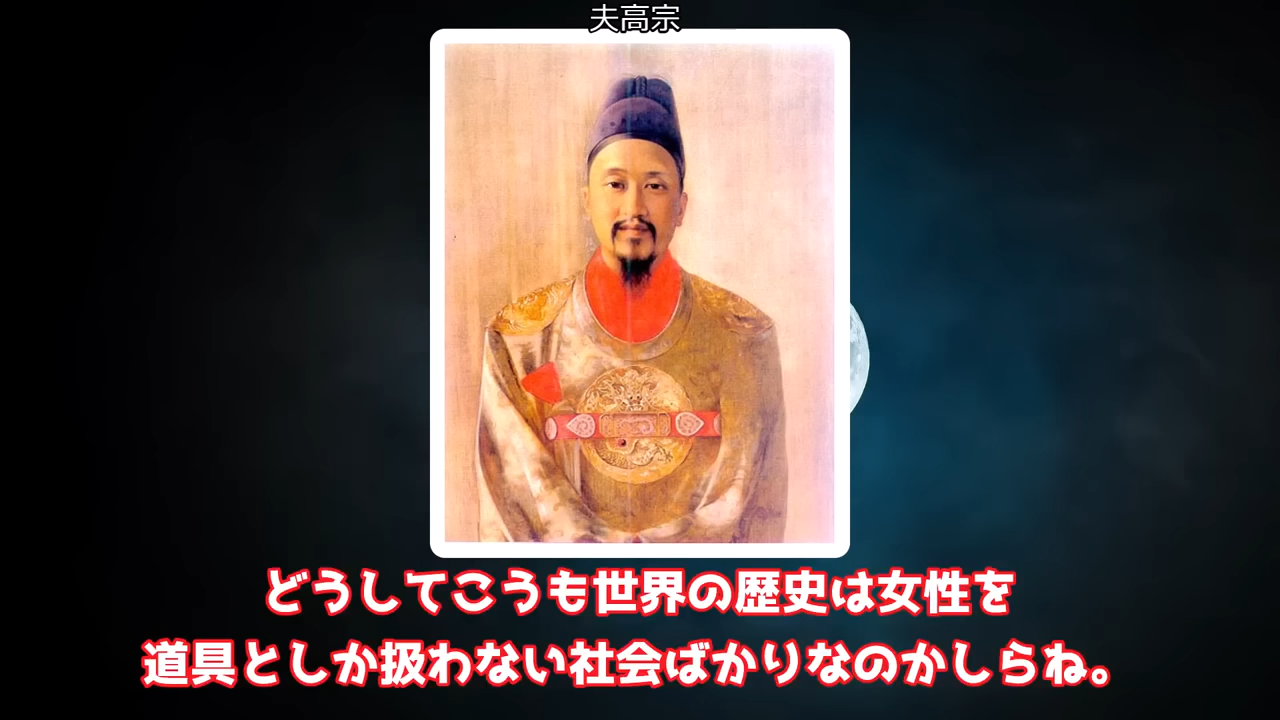 夫高宗
どうしてこうも世界の歴史は女性を
道具としか扱わない社会ばかりなのかしらね。